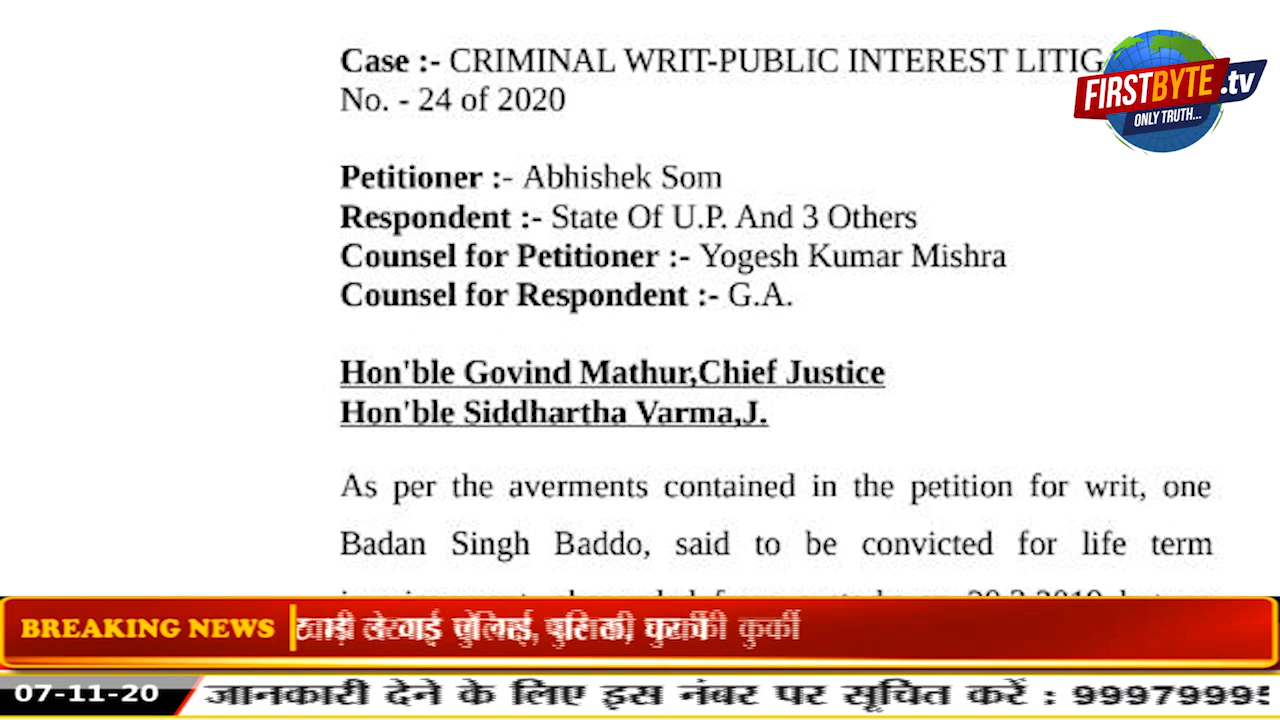 Case :- CRIMINAL WRIT-PUBLIC INTEREST LITIG
No. - 24 of 2020
FIRSTBYTE.tv
ONLY TRUTH...
Petitioner :- Abhishek Som
Respondent :- State Of U.P. And 3 Others
Counsel for Petitioner :- Yogesh Kumar Mishra
Counsel for Respondent :- G.A.
Hon'ble Govind Mathur,Chief Justice
Hon'ble Siddhartha Varma,J.
As per the averments contained in the petition for writ, one
Badan Singh Baddo, said to be convicted for life term
BREAKING NEWS कुर्की
07-11-20 जानकारी देने के लिए इस नंबर पर सूचित करें : 99979995